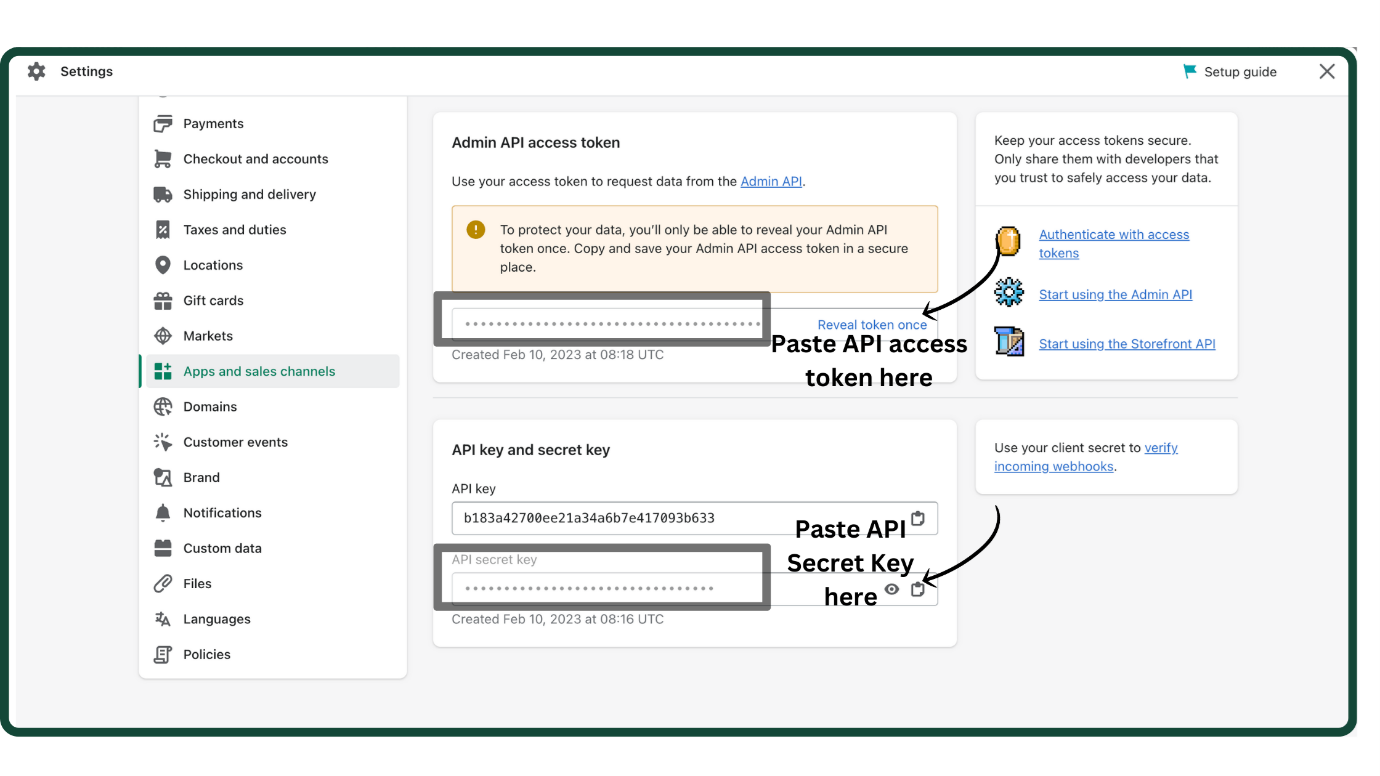 Settings
Setup guide
Payments
Checkout and accounts
Shipping and delivery
Taxes and duties
Locations
Gift cards
Markets
Apps and sales channels
Domains
Customer events
Brand
Notifications
Custom data
Files
Languages
Policies
Admin API access token
Use your access token to request data from the Admin API.
To protect your data, you’ll only be able to reveal your Admin API
token once. Copy and save your Admin API access token in a secure
place.
••••••••••••••••••••••••••••••••••••••
Reveal token once
Paste API access
token here
Created Feb 10, 2023 at 08:18 UTC
Keep your access tokens secure.
Only share them with developers that
you trust to safely access your data.
Authenticate with access
tokens
Start using the Admin API
Start using the Storefront API
API key and secret key
API key
b183a42700ee21a34a6b7e417093b633
Paste API
Secret Key
here
API secret key
••••••••••••••••••••••••••••••••
Created Feb 10, 2023 at 08:16 UTC
Use your client secret to verify
incoming webhooks.